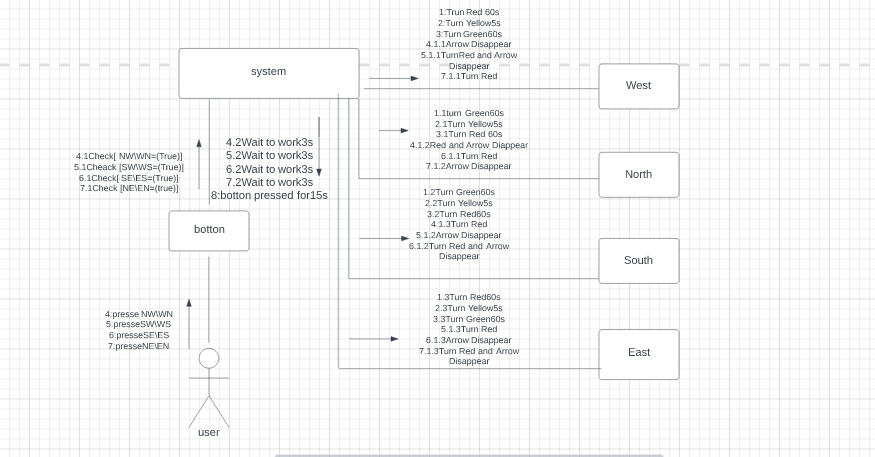 1:Trun Red 60s
2:Turn Yellow5s
3:Turn Green60s
4.1.1Arrow Disappear
5.1.1TurnRed and Arrow
Disappear
7.1.1Turn Red
system
West
1.1turn Green60s
2.1Turn Yellow5s
3.1Turn Red 60s
4.1.2Red and Arrow Disappear
6.1.1Turn Red
7.1.2Arrow Disappear
North
4.2Wait to work3s
5.2Wait to work3s
6.2Wait to work3s
7.2Wait to work3s
8:botton pressed for15s
4.1Check[ NW\WN=(True)]
5.1Cheack [SW\WS=(True)]
6.1Check[ SE\ES=(True)]
7.1Check [NE\EN=(true)]
1.2Turn Green60s
2.2Turn Yellow5s
3.2Turn Red60s
4.1.3Turn Red
5.1.2Arrow Disappear
6.1.2Turn Red and Arrow
Disappear
botton
South
1.3Turn Red60s
2.3Turn Yellow5s
3.3Turn Green60s
5.1.3Turn Red
6.1.3Arrow Disappear
7.1.3Turn Red and Arrow
Disappear
East
4:presse NW\WN
5:presseSW\WS
6:presseSE\ES
7:presseNE\EN
user